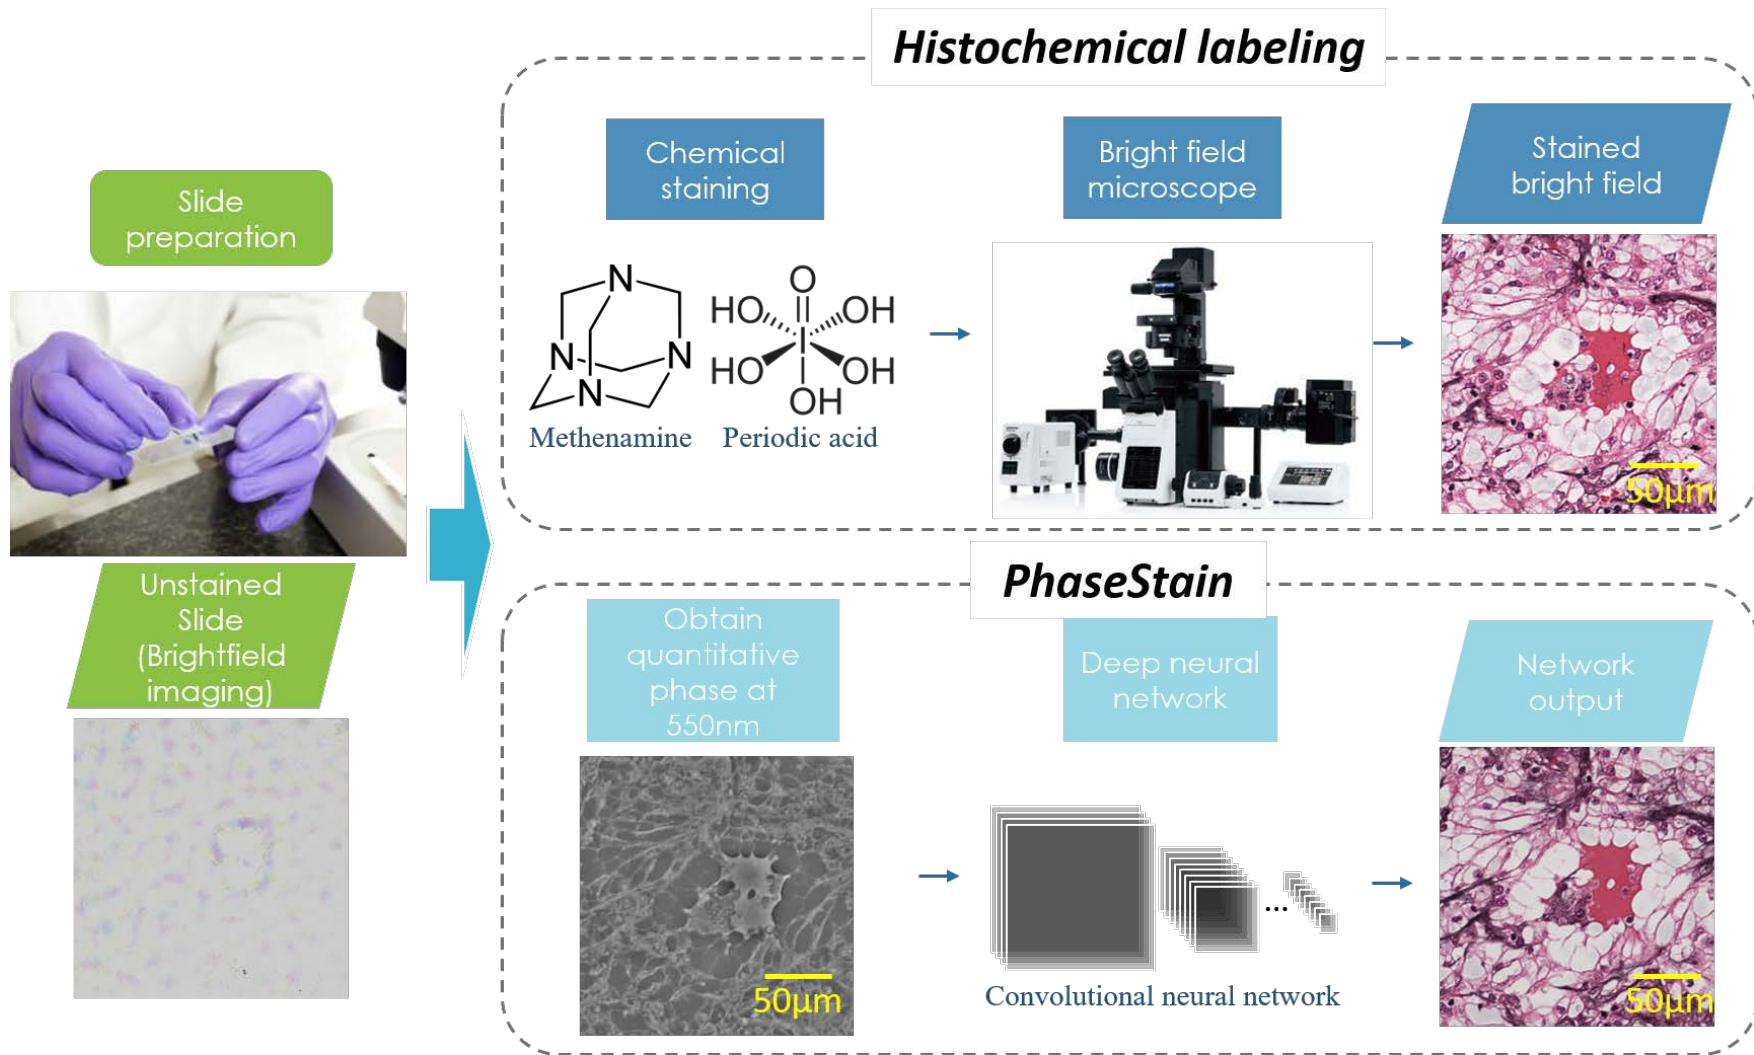 Histochemical labeling
Slide
preparation
Unstained
Slide
(Brightfield
imaging)
Chemical
staining
N
N
N
N
Methenamine
O
HO
OH
I
HO
OH
OH
Periodic acid
Bright field
microscope
Stained
bright field
50µm
PhaseStain
Obtain
quantitative
phase at
550nm
50µm
Deep neural
network
...
Convolutional neural network
Network
output
50µm